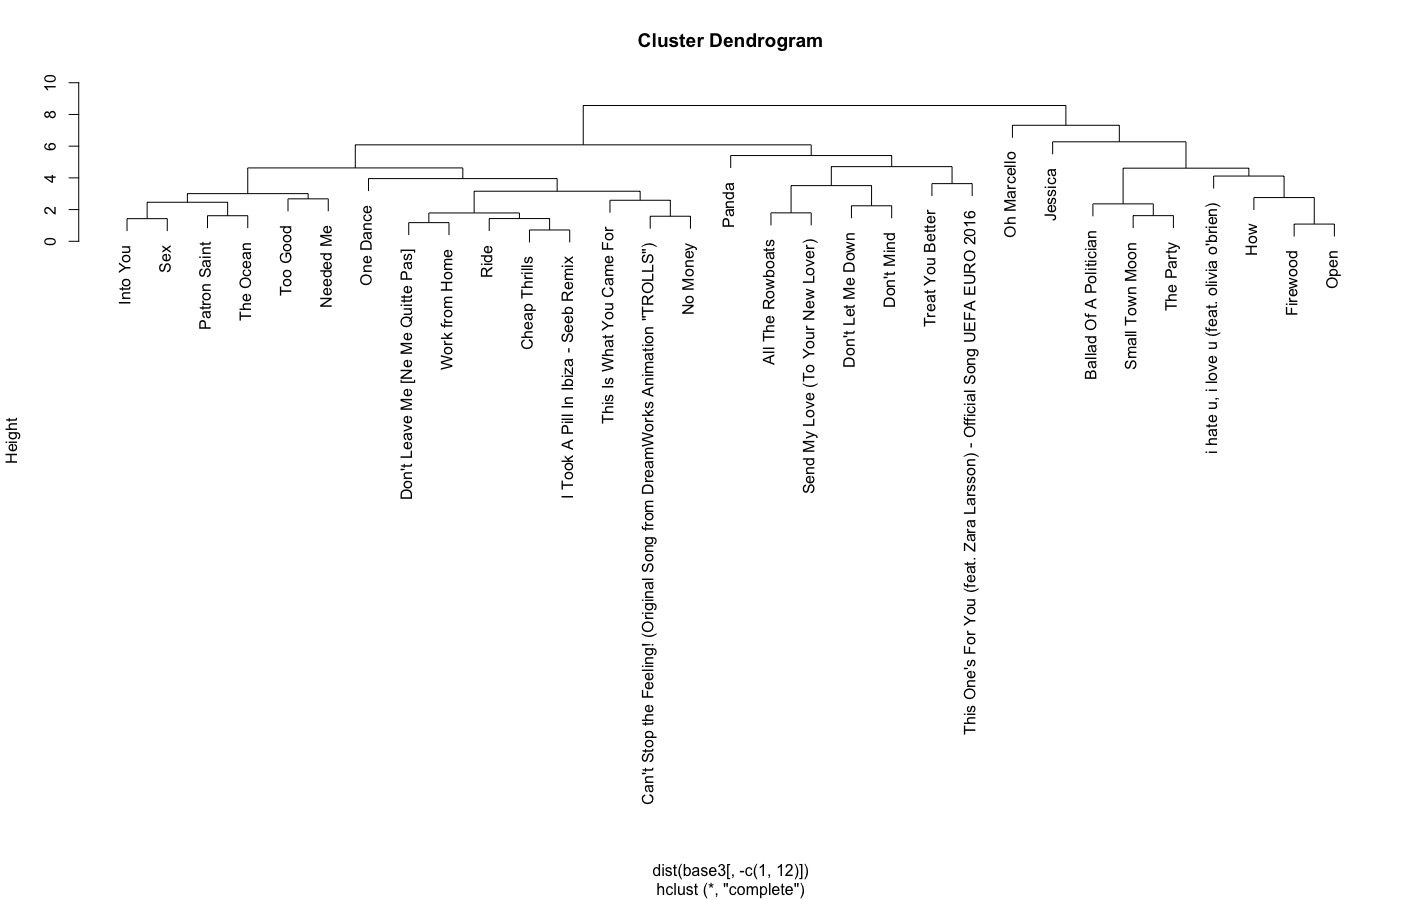 Cluster Dendrogram
Height
0
2
4
6
8
10
Into You
Sex
Patron Saint
The Ocean
Too Good
Needed Me
One Dance
Don't Leave Me [Ne Me Quitte Pas]
Work from Home
Ride
Cheap Thrills
I Took A Pill In Ibiza - Seeb Remix
This Is What You Came For
Can't Stop the Feeling! (Original Song from DreamWorks Animation "TROLLS")
No Money
Panda
All The Rowboats
Send My Love (To Your New Lover)
Don't Let Me Down
Don't Mind
Treat You Better
This One's For You (feat. Zara Larsson) - Official Song UEFA EURO 2016
Oh Marcello
Jessica
Ballad Of A Politician
Small Town Moon
The Party
i hate u, i love u (feat. olivia o'brien)
How
Firewood
Open
dist(base3[, -c(1, 12)])
hclust (*, "complete")